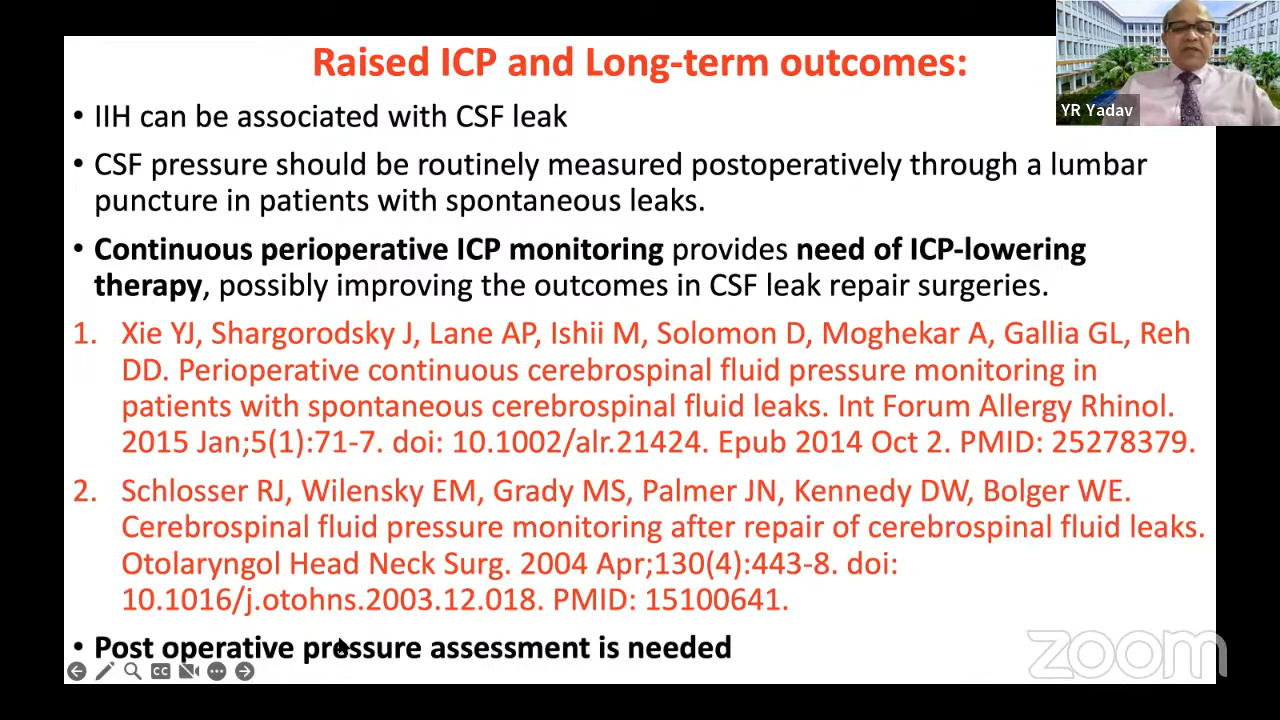 Raised ICP and Long-term outcomes:
• IIH can be associated with CSF leak
• CSF pressure should be routinely measured postoperatively through a lumbar
puncture in patients with spontaneous leaks.
• Continuous perioperative ICP monitoring provides need of ICP-lowering
therapy, possibly improving the outcomes in CSF leak repair surgeries.
1. Xie YJ, Shargorodsky J, Lane AP, Ishii M, Solomon D, Moghekar A, Gallia GL, Reh
DD. Perioperative continuous cerebrospinal fluid pressure monitoring in
patients with spontaneous cerebrospinal fluid leaks. Int Forum Allergy Rhinol.
2015 Jan;5(1):71-7. doi: 10.1002/alr.21424. Epub 2014 Oct 2. PMID: 25278379.
2. Schlosser RJ, Wilensky EM, Grady MS, Palmer JN, Kennedy DW, Bolger WE.
Cerebrospinal fluid pressure monitoring after repair of cerebrospinal fluid leaks.
Otolaryngol Head Neck Surg. 2004 Apr;130(4):443-8. doi:
10.1016/j.otohns.2003.12.018. PMID: 15100641.
• Post operative pressure assessment is needed
YR Yadav
CC
zoom